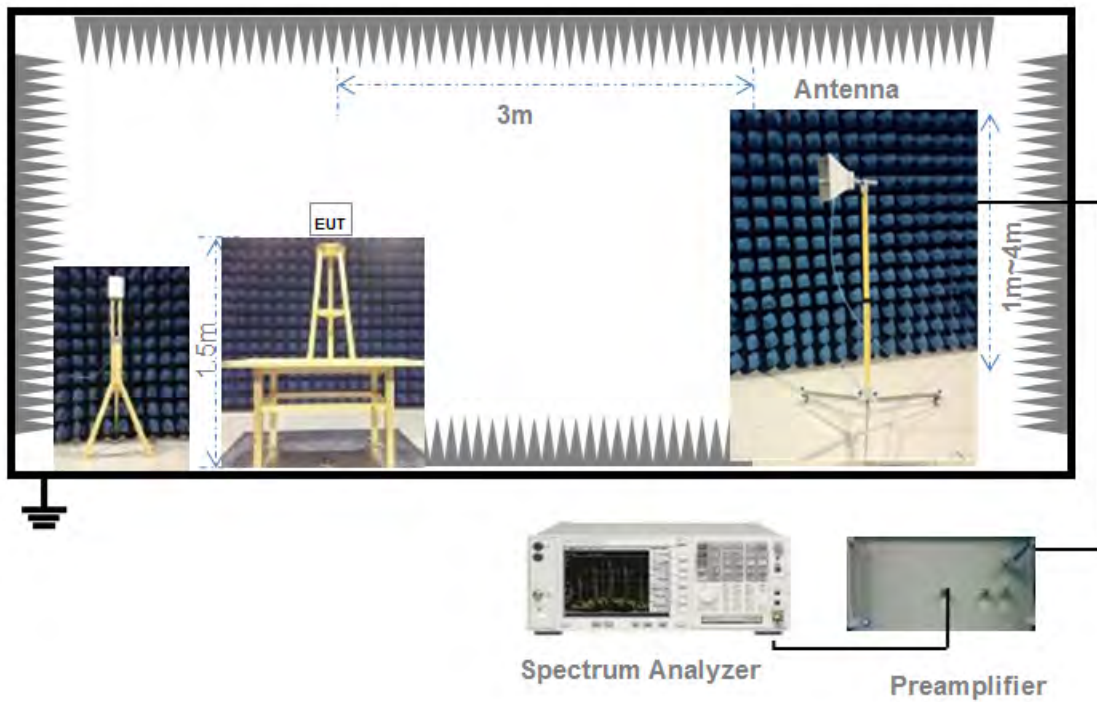 Antenna
3m
EUT
1.5m
1m~4m
Spectrum Analyzer
Preamplifier